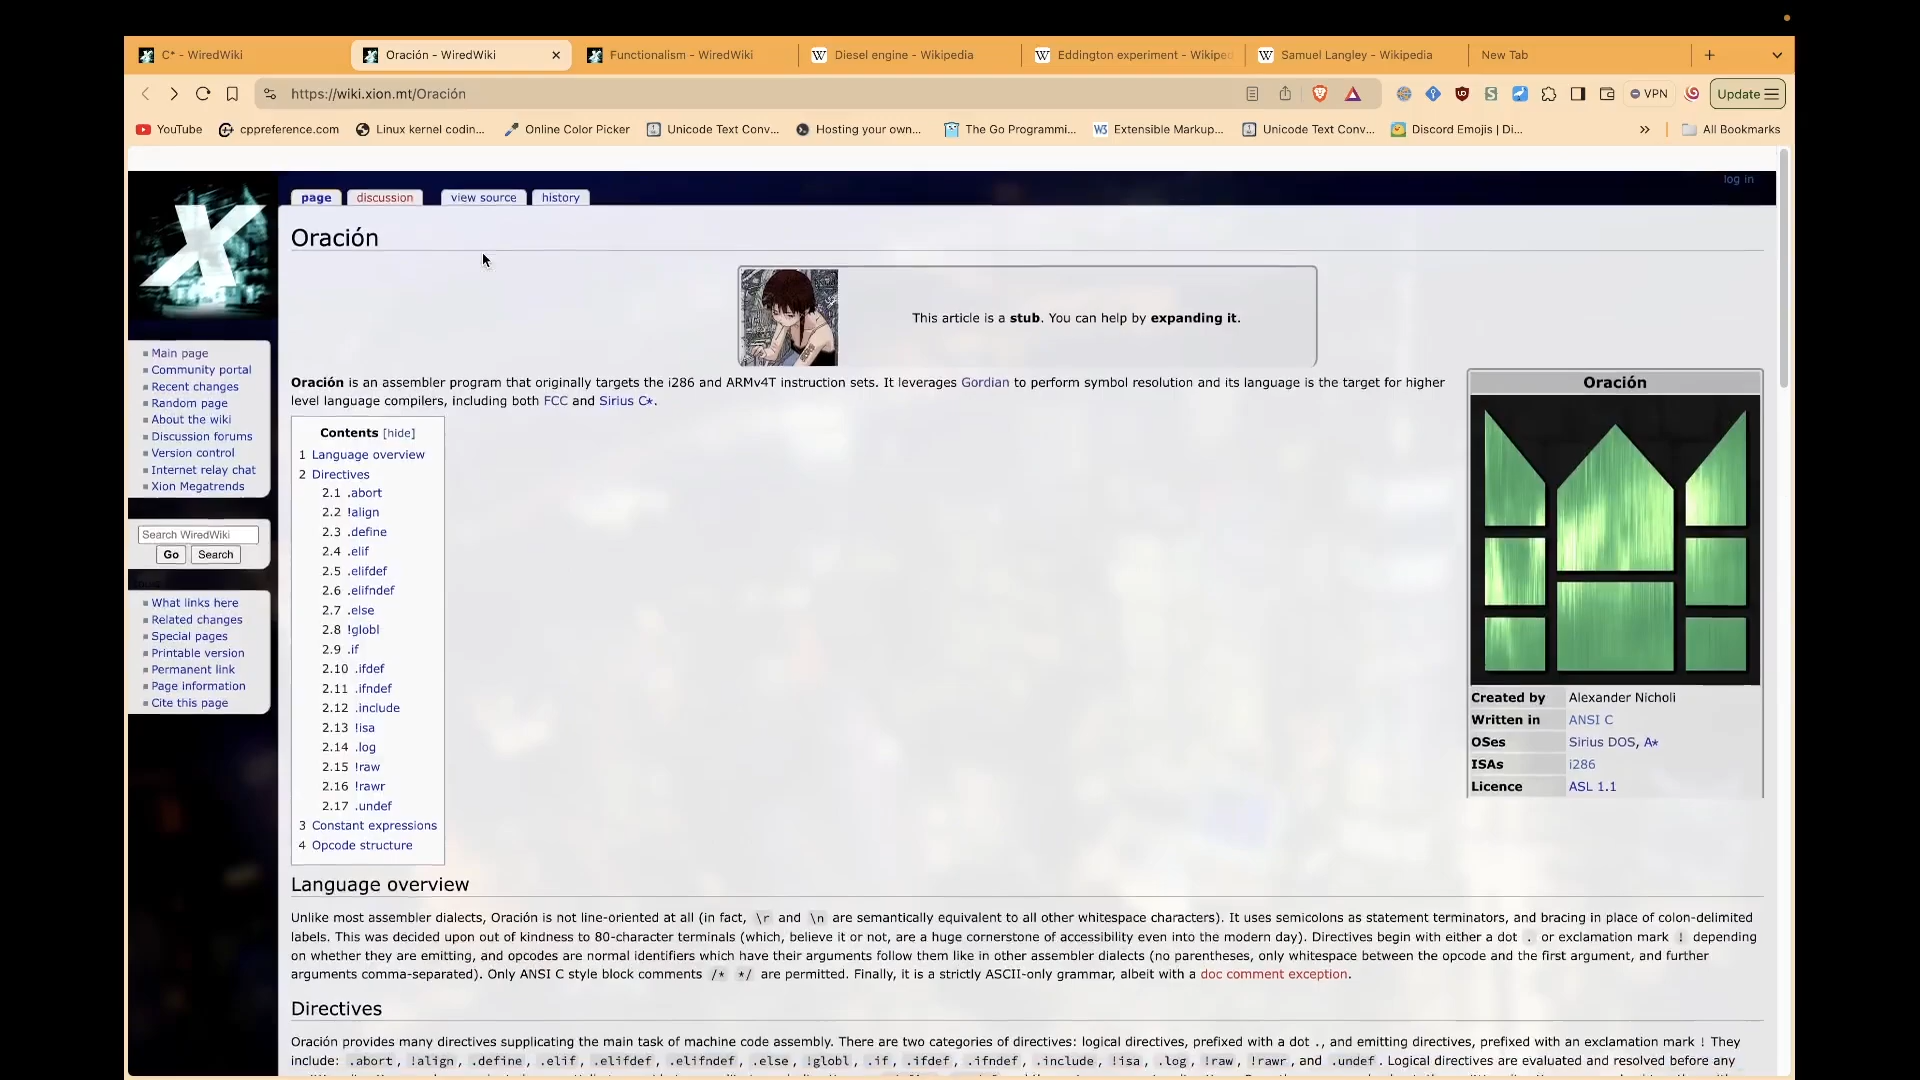 C* - WiredWiki
Oración - WiredWiki
Functionalism - WiredWiki
Diesel engine - Wikipedia
Eddington experiment - Wikiped
Samuel Langley - Wikipedia
New Tab
https://wiki.xion.mt/Oración
VPN
Update
YouTube
cppreference.com
Linux kernel codin...
Online Color Picker
Unicode Text Conv...
Hosting your own...
The Go Programmi...
Extensible Markup...
Unicode Text Conv...
Discord Emojis | Di...
All Bookmarks
log in
page
discussion
view source
history
Main page
Community portal
Recent changes
Random page
About the wiki
Discussion forums
Version control
Internet relay chat
Xion Megatrends
Search WiredWiki
Go
Search
What links here
Related changes
Special pages
Printable version
Permanent link
Page information
Cite this page
Oración
This article is a stub. You can help by expanding it.
Oración is an assembler program that originally targets the i286 and ARMv4T instruction sets. It leverages Gordian to perform symbol resolution and its language is the target for higher
level language compilers, including both FCC and Sirius C*.
Contents [hide]
1 Language overview
2 Directives
2.1 .abort
2.2 !align
2.3 .define
2.4 .elif
2.5 .elifdef
2.6 .elifndef
2.7 .else
2.8 !globl
2.9 .if
2.10 .ifdef
2.11 .ifndef
2.12 .include
2.13 !isa
2.14 .log
2.15 !raw
2.16 !rawr
2.17 .undef
3 Constant expressions
4 Opcode structure
Oración
Created by Alexander Nicholi
Written in ANSI C
OSes Sirius DOS, A*
ISAs i286
Licence ASL 1.1
Language overview
Unlike most assembler dialects, Oración is not line-oriented at all (in fact, \r and \n are semantically equivalent to all other whitespace characters). It uses semicolons as statement terminators, and bracing in place of colon-delimited
labels. This was decided upon out of kindness to 80-character terminals (which, believe it or not, are a huge cornerstone of accessibility even into the modern day). Directives begin with either a dot . or exclamation mark ! depending
on whether they are emitting, and opcodes are normal identifiers which have their arguments follow them like in other assembler dialects (no parentheses, only whitespace between the opcode and the first argument, and further
arguments comma-separated). Only ANSI C style block comments /* */ are permitted. Finally, it is a strictly ASCII-only grammar, albeit with a doc comment exception.
Directives
Oración provides many directives supplicating the main task of machine code assembly. There are two categories of directives: logical directives, prefixed with a dot ., and emitting directives, prefixed with an exclamation mark ! They
include: .abort, !align, .define, .elif, .elifdef, .elifndef, .else, !globl, .if, .ifdef, .ifndef, .include, !isa, .log, !raw, !rawr, and .undef. Logical directives are evaluated and resolved before any